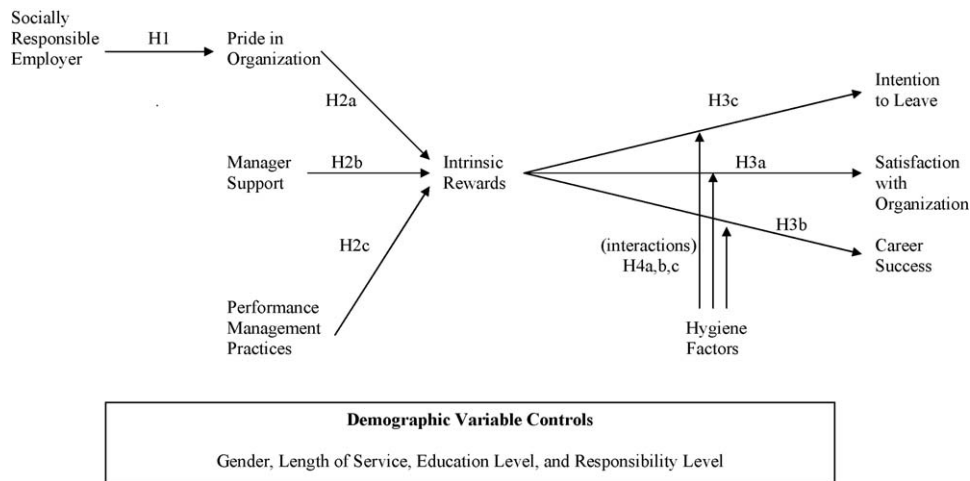 Socially
Responsible
Employer
H1
Pride in
Organization
H2a
Manager
Support
H2b
Intrinsic
Rewards
H2c
Performance
Management
Practices
H3c
Intention
to Leave
H3a
Satisfaction
with
Organization
H3b
Career
Success
(interactions)
H4a,b,c
Hygiene
Factors
Demographic Variable Controls
Gender, Length of Service, Education Level, and Responsibility Level